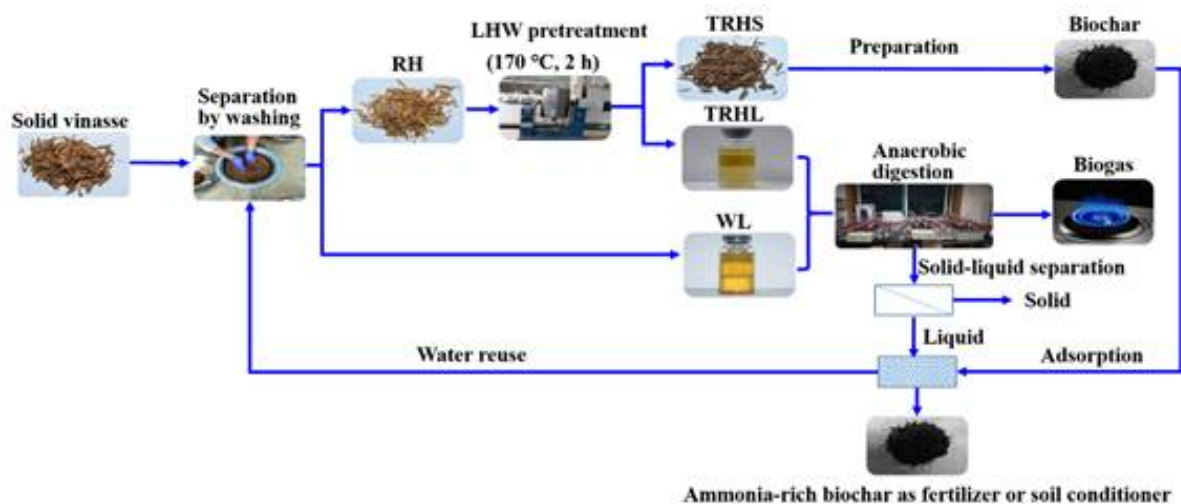 Solid vinasse
Separation
by washing
RH
LHW pretreatment
(170 °C, 2 h)
TRHS
Preparation
Biochar
TRHL
WL
Anaerobic
digestion
Biogas
Solid-liquid separation
Solid
Liquid
Water reuse
Adsorption
Ammonia-rich biochar as fertilizer or soil conditioner